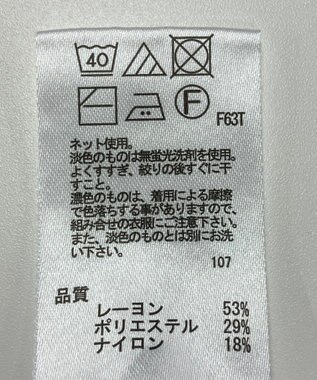 40
F
F63T
ネット使用。
淡色のものは無蛍光洗剤を使用。
よくすすぎ、絞りの後すぐに干
すこと。
濃色のものは、着用による摩擦
で色落ちする事がありますので、
組み合せの衣服にご注意下さい。
また、淡色のものとは別にお洗
い下さい。
107
品質
レーヨン 53%
ポリエステル 29%
ナイロン 18%